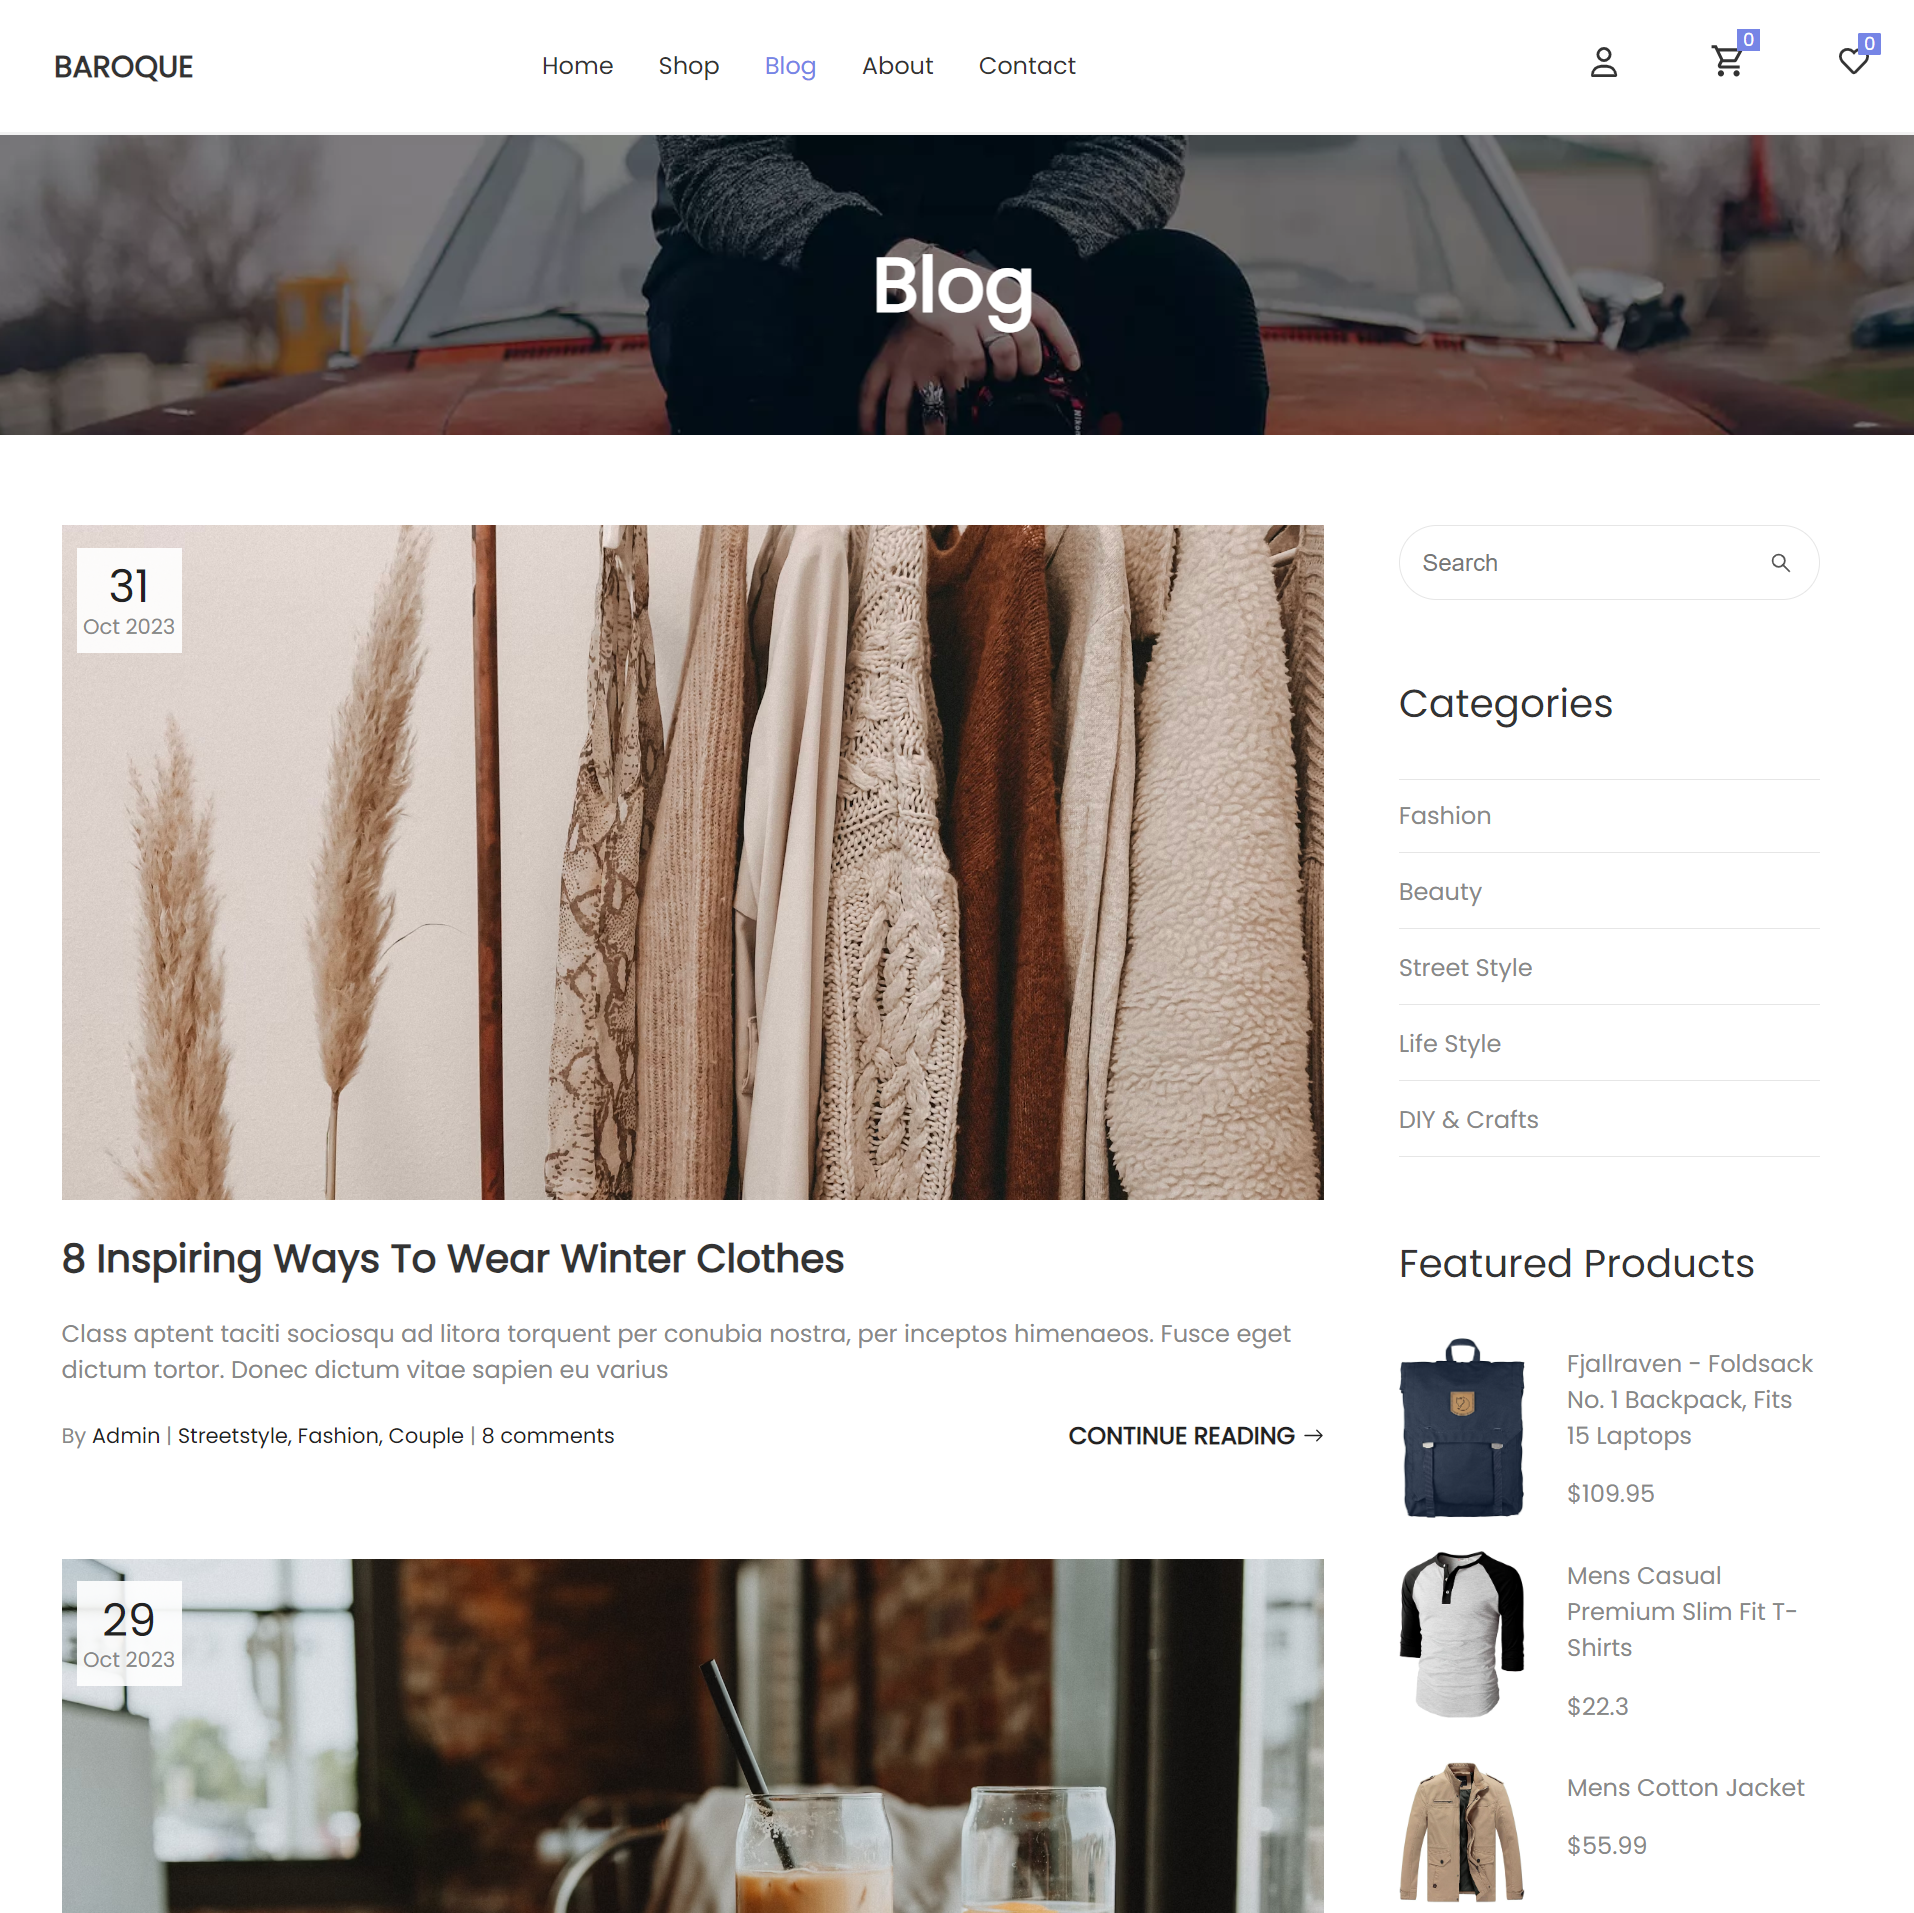 BAROQUE
Home Shop Blog About Contact
0
0
Blog
31
Oct 2023
8 Inspiring Ways To Wear Winter Clothes
Class aptent taciti sociosqu ad litora torquent per conubia nostra, per inceptos himenaeos. Fusce eget
dictum tortor. Donec dictum vitae sapien eu varius
By Admin | Streetstyle, Fashion, Couple | 8 comments
CONTINUE READING →
29
Oct 2023
Search
Categories
Fashion
Beauty
Street Style
Life Style
DIY & Crafts
Featured Products
Fjallraven - Foldsack
No. 1 Backpack, Fits
15 Laptops
$109.95
Mens Casual
Premium Slim Fit T-
Shirts
$22.3
Mens Cotton Jacket
$55.99